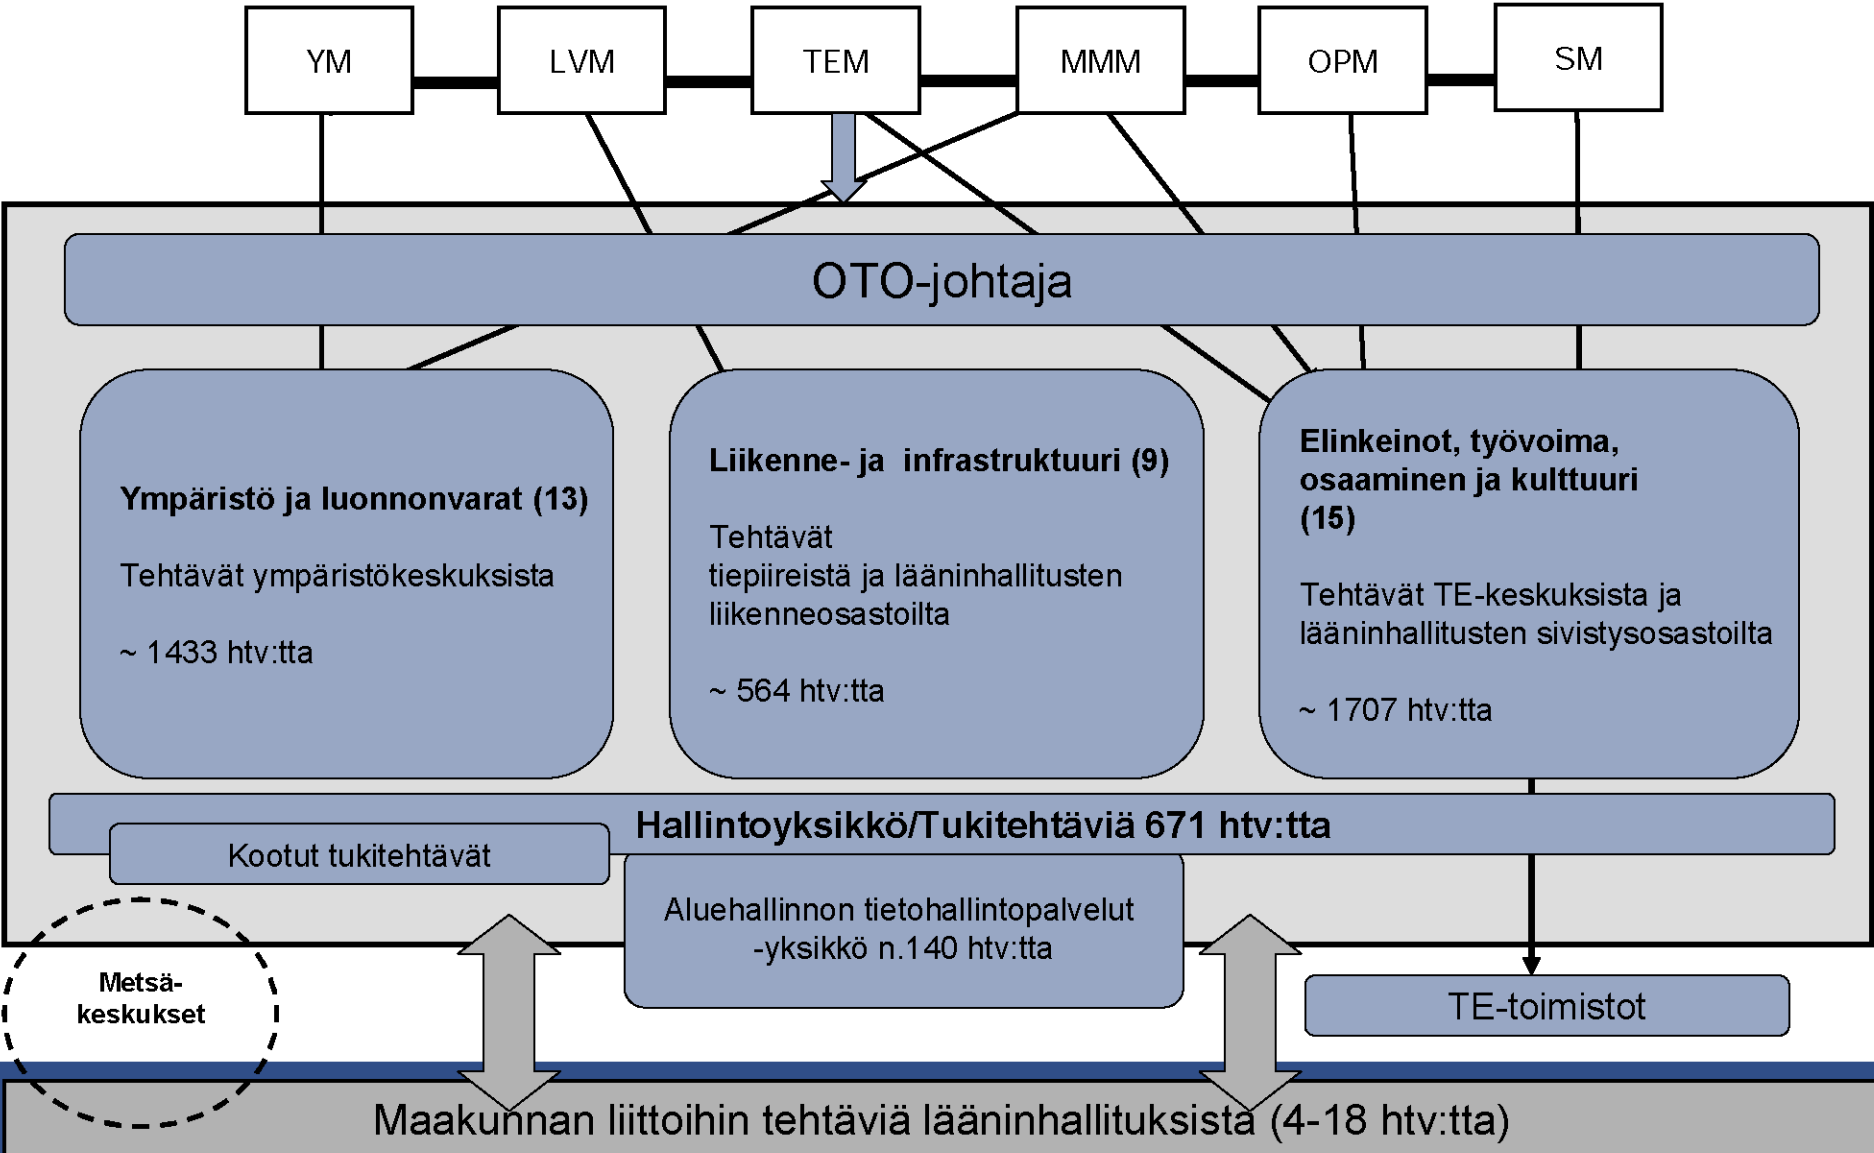 YM
LVM
TEM
MMM
OPM
SM
OTO-johtaja
Ympäristö ja luonnonvarat (13)
Tehtävät ympäristökeskuksista
~ 1433 htv:tta
Liikenne- ja infrastruktuuri (9)
Tehtävät
tiepiireistä ja lääninhallitusten
liikenneosastoilta
~ 564 htv:tta
Elinkeinot, työvoima,
osaaminen ja kulttuuri
(15)
Tehtävät TE-keskuksista ja
lääninhallitusten sivistysosastoilta
~ 1707 htv:tta
Hallintoyksikkö/Tukitehtäviä 671 htv:tta
Kootut tukitehtävät
Aluehallinnon tietohallintopalvelut
-yksikkö n.140 htv:tta
Metsä-
keskukset
TE-toimistot
Maakunnan liittoihin tehtäviä lääninhallituksista (4-18 htv:tta)